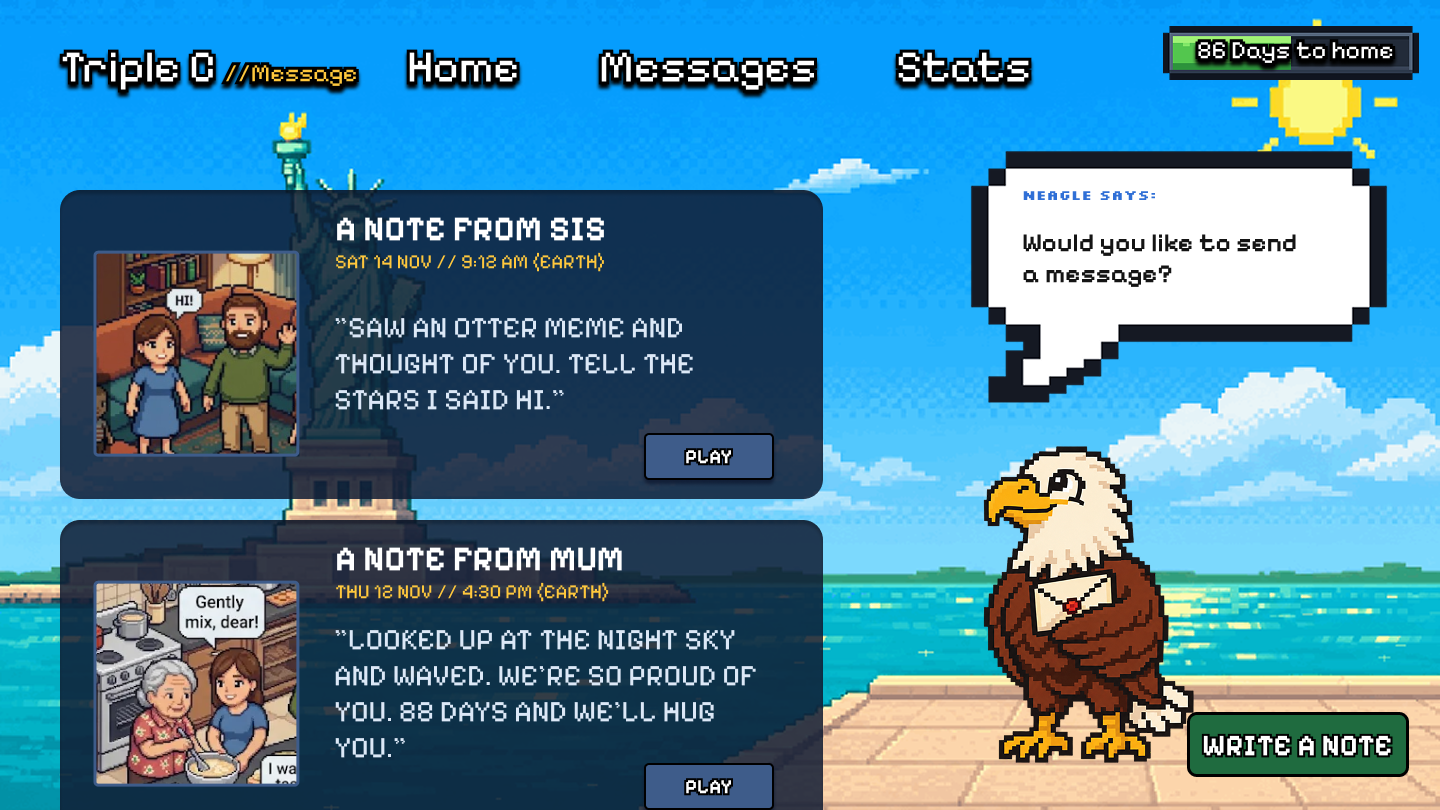 Triple C //Message Home Messages Stats
86 Days to home
A NOTE FROM SIS
SAT 14 NOV // 9:12 AM (EARTH)
HI!
"SAW AN OTTER MEME AND
THOUGHT OF YOU. TELL THE
STARS I SAID HI."
PLAY
A NOTE FROM MUM
THU 12 NOV // 4:30 PM (EARTH)
Gently
mix, dear!
I wa
"LOOKED UP AT THE NIGHT SKY
AND WAVED. WE'RE SO PROUD OF
YOU. 88 DAYS AND WE'LL HUG
YOU."
PLAY
NEAGLE SAYS:
Would you like to send
a message?
WRITE A NOTE